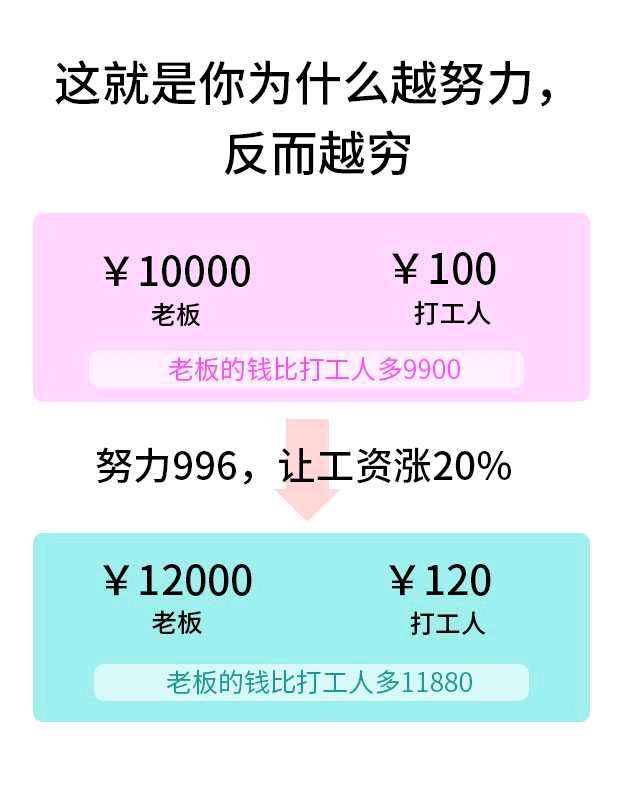 这就是你为什么越努力，
反而越穷
￥10000
￥100
老板
打工人
老板的钱比打工人多9900
努力996，让工资涨20%
￥12000
￥120
老板
打工人
老板的钱比打工人多11880